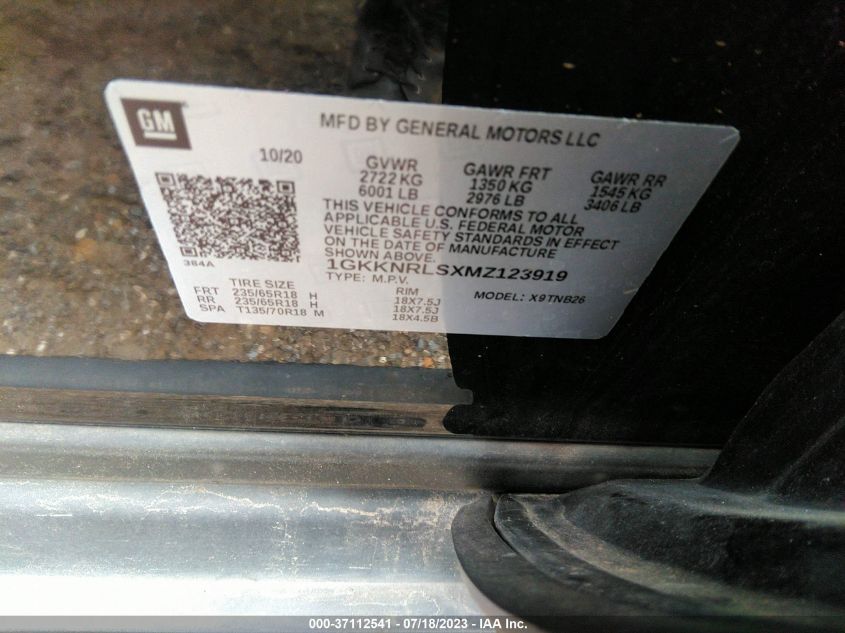 GM
MFD BY GENERAL MOTORS LLC
10/20
GVWR
2722 KG
6001 LB
GAWR FRT
1350 KG
2976 LB
GAWR RR
1545 KG
3406 LB
THIS VEHICLE CONFORMS TO ALL
APPLICABLE U.S. FEDERAL MOTOR
VEHICLE SAFETY STANDARDS IN EFFECT
ON THE DATE OF MANUFACTURE
SHOWN ABOVE.
384A
1GKKNRLSXMZ123919
TYPE: M.P.V.
MODEL: X9TNB26
TIRE SIZE RIM
FRT 235/65R18 H 18X7.5J
RR 235/65R18 H 18X7.5J
SPA T135/70R18 M 18X4.5B
000-37112541 - 07/18/2023 - IAA Inc.